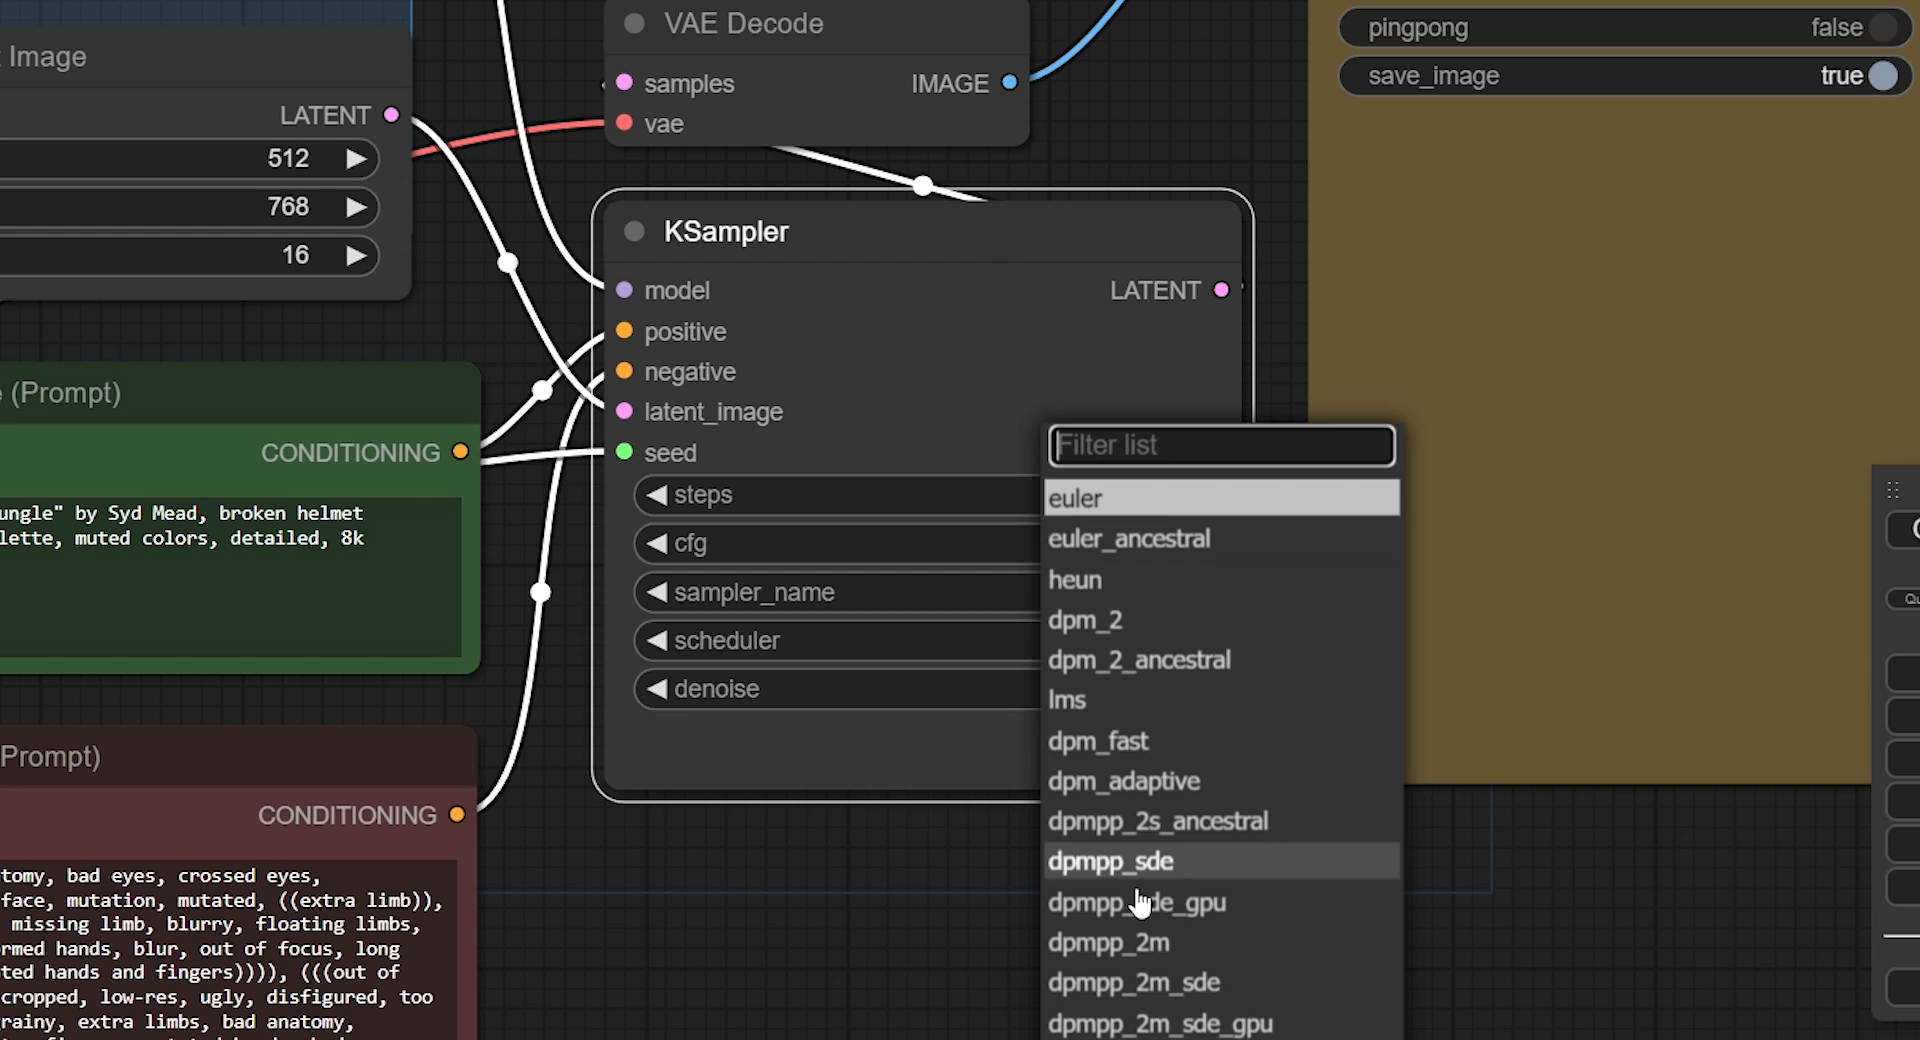 t Image
LATENT
512
768
16
VAE Decode
samples
IMAGE
vae
pingpong
false
save_image
true
KSampler
model
LATENT
positive
negative
latent_image
seed
steps
cfg
sampler_name
scheduler
denoise
Filter list
euler
euler_ancestral
heun
dpm_2
dpm_2_ancestral
lms
dpm_fast
dpm_adaptive
dpmpp_2s_ancestral
dpmpp_sde
dpmpp_sde_gpu
dpmpp_2m
dpmpp_2m_sde
dpmpp_2m_sde_gpu
e (Prompt)
CONDITIONING
ungle" by Syd Mead, broken helmet
lette, muted colors, detailed, 8k
Prompt)
CONDITIONING
tomy, bad eyes, crossed eyes,
face, mutation, mutated, ((extra limb)),
missing limb, blurry, floating limbs,
rmed hands, blur, out of focus, long
ted hands and fingers)))), (((out of
cropped, low-res, ugly, disfigured, too
rainy, extra limbs, bad anatomy,
Qu